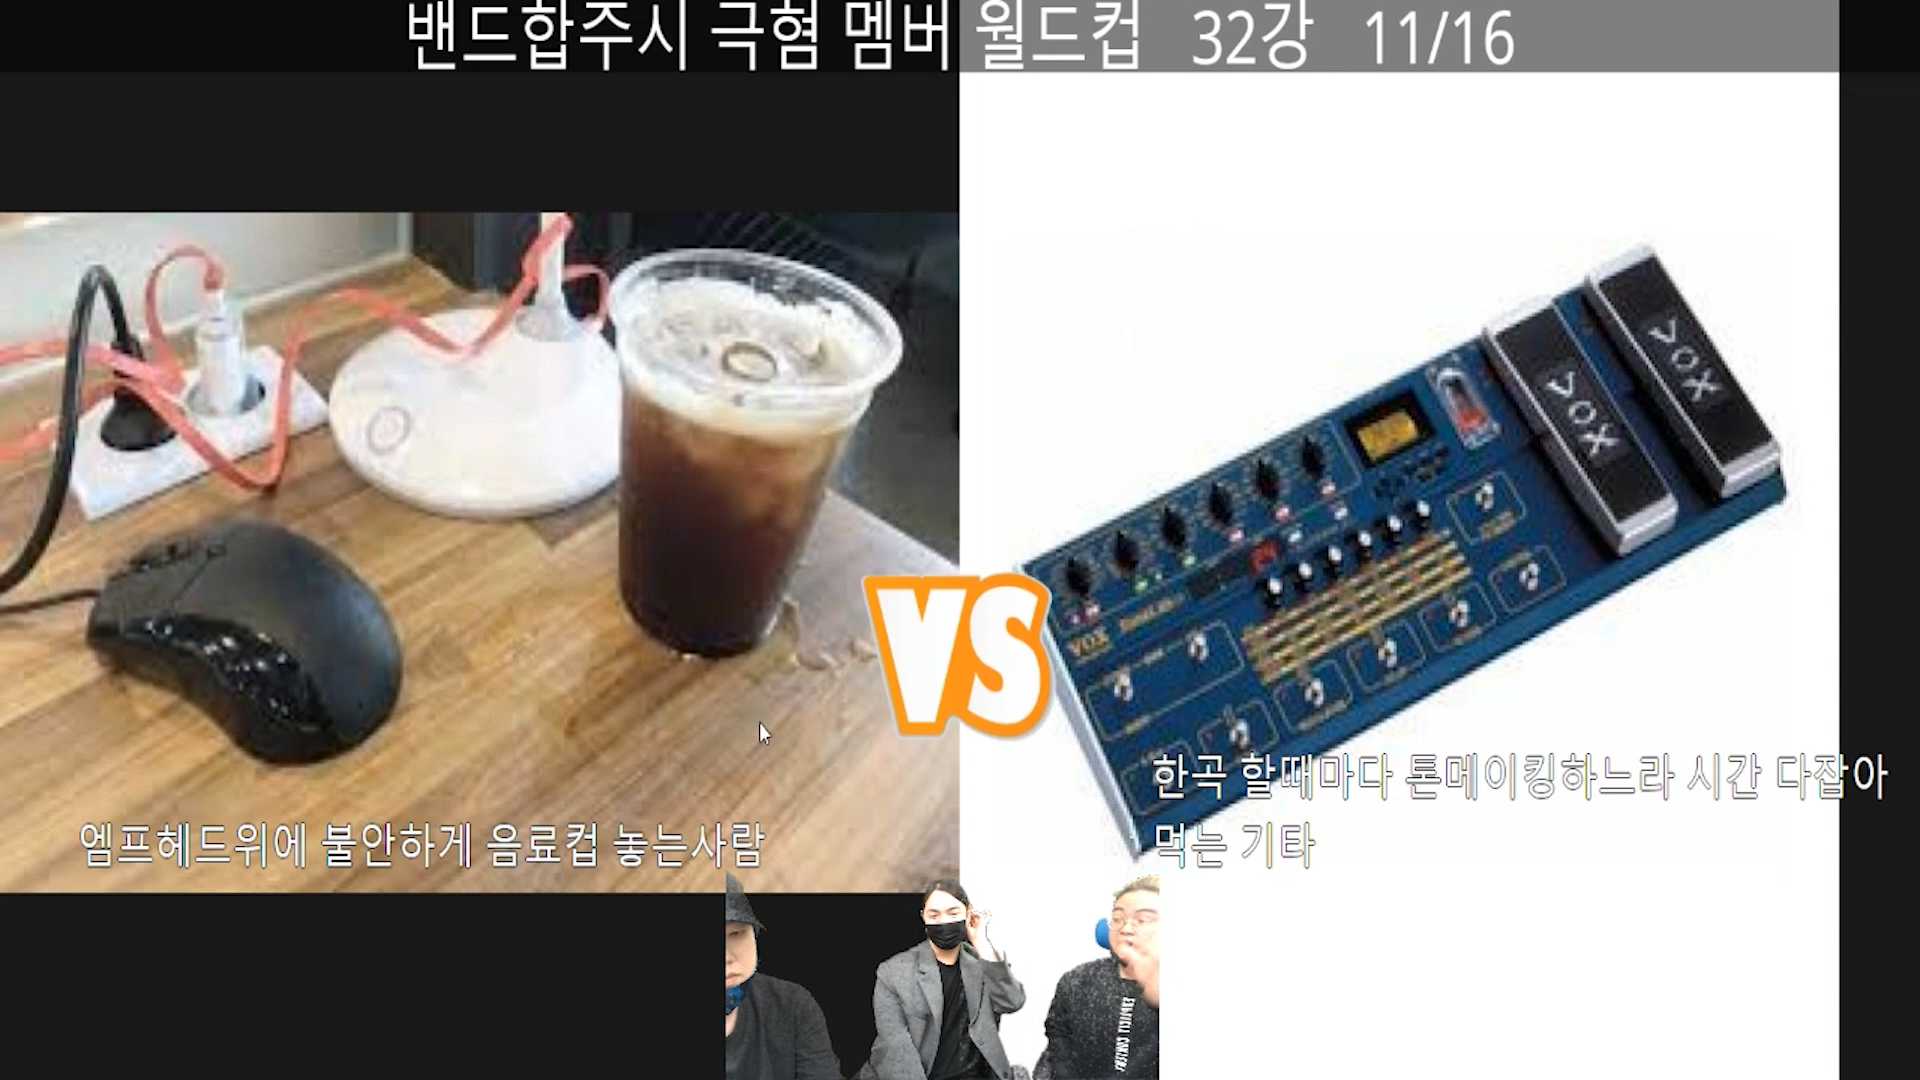 밴드합주시 극혐 멤버 월드컵 32강 11/16
VOX
VOX
VOX
VS
한곡 할때마다 톤메이킹하느라 시간 다잡아
먹는 기타
엠프헤드위에 불안하게 음료컵 놓는사람